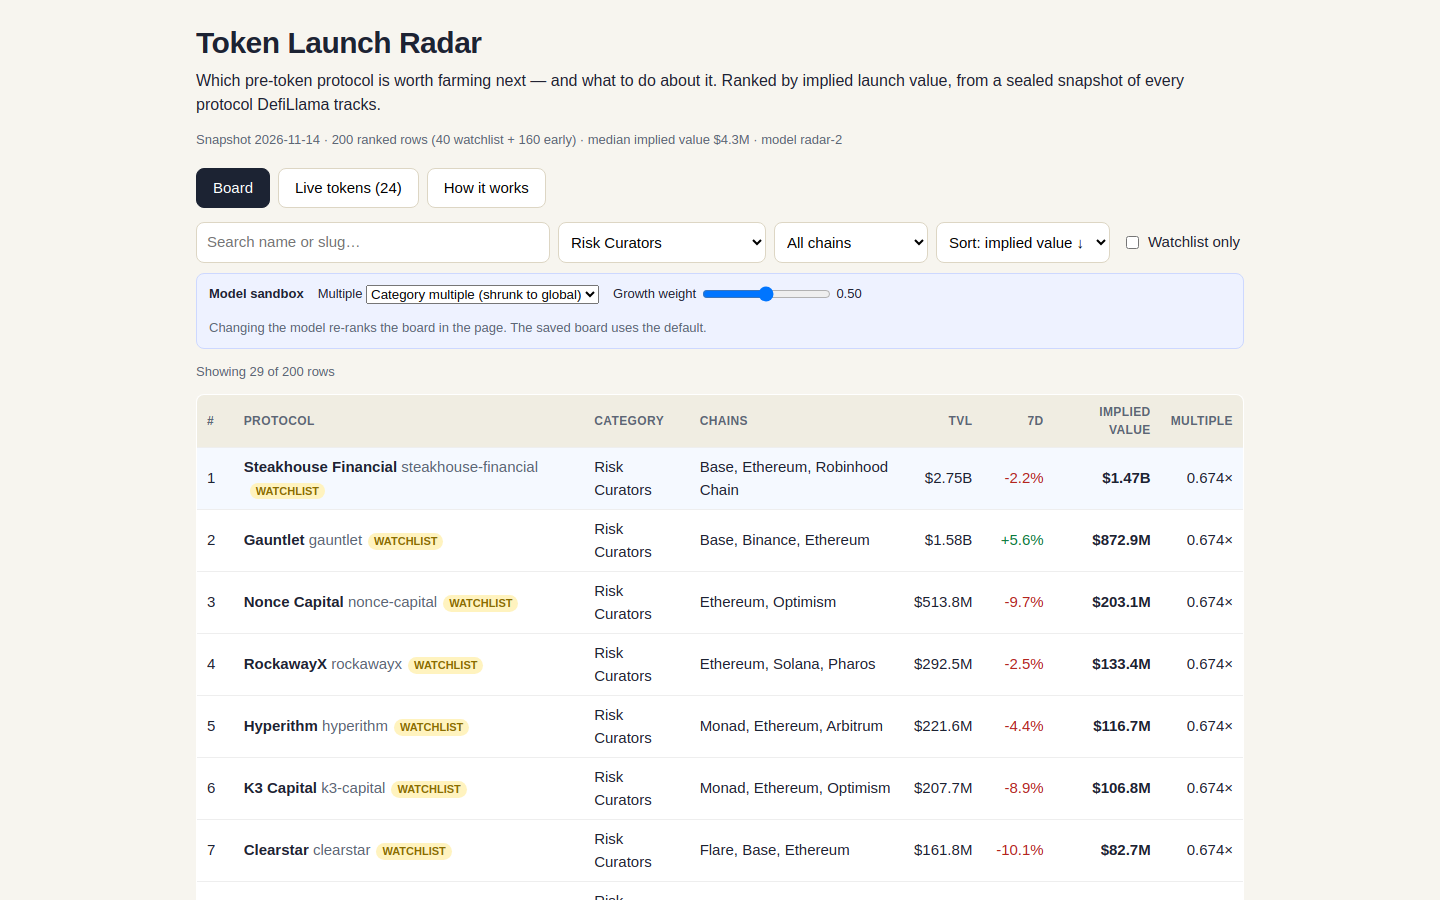 Token Launch Radar
Which pre-token protocol is worth farming next — and what to do about it. Ranked by implied launch value, from a sealed snapshot of every
protocol DefiLlama tracks.
Snapshot 2026-11-14 · 200 ranked rows (40 watchlist + 160 early) · median implied value $4.3M · model radar-2
Board Live tokens (24) How it works
Search name or slug… Risk Curators All chains Sort: implied value ↓ Watchlist only
Model sandbox Multiple Category multiple (shrunk to global) Growth weight 0.50
Changing the model re-ranks the board in the page. The saved board uses the default.
Showing 29 of 200 rows
# PROTOCOL CATEGORY CHAINS TVL 7D IMPLIED VALUE MULTIPLE
1 Steakhouse Financial steakhouse-financial WATCHLIST Risk Curators Base, Ethereum, Robinhood Chain $2.75B -2.2% $1.47B 0.674×
2 Gauntlet gauntlet WATCHLIST Risk Curators Base, Binance, Ethereum $1.58B +5.6% $872.9M 0.674×
3 Nonce Capital nonce-capital WATCHLIST Risk Curators Ethereum, Optimism $513.8M -9.7% $203.1M 0.674×
4 RockawayX rockawayx WATCHLIST Risk Curators Ethereum, Solana, Pharos $292.5M -2.5% $133.4M 0.674×
5 Hyperithm hyperithm WATCHLIST Risk Curators Monad, Ethereum, Arbitrum $221.6M -4.4% $116.7M 0.674×
6 K3 Capital k3-capital WATCHLIST Risk Curators Monad, Ethereum, Optimism $207.7M -8.9% $106.8M 0.674×
7 Clearstar clearstar WATCHLIST Risk Curators Flare, Base, Ethereum $161.8M -10.1% $82.7M 0.674×